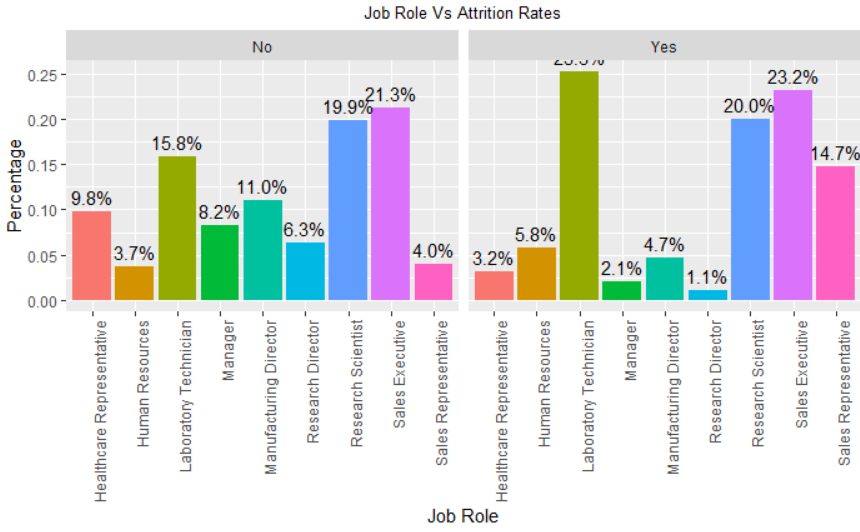 Job Role Vs Attrition Rates
No
Yes
Percentage
0.25
0.20
0.15
0.10
0.05
0.00
9.8%
3.7%
15.8%
8.2%
11.0%
6.3%
19.9%
21.3%
4.0%
3.2%
5.8%
2.1%
4.7%
1.1%
20.0%
23.2%
14.7%
Healthcare Representative
Human Resources
Laboratory Technician
Manager
Manufacturing Director
Research Director
Research Scientist
Sales Executive
Sales Representative
Healthcare Representative
Human Resources
Laboratory Technician
Manager
Manufacturing Director
Research Director
Research Scientist
Sales Executive
Sales Representative
Job Role